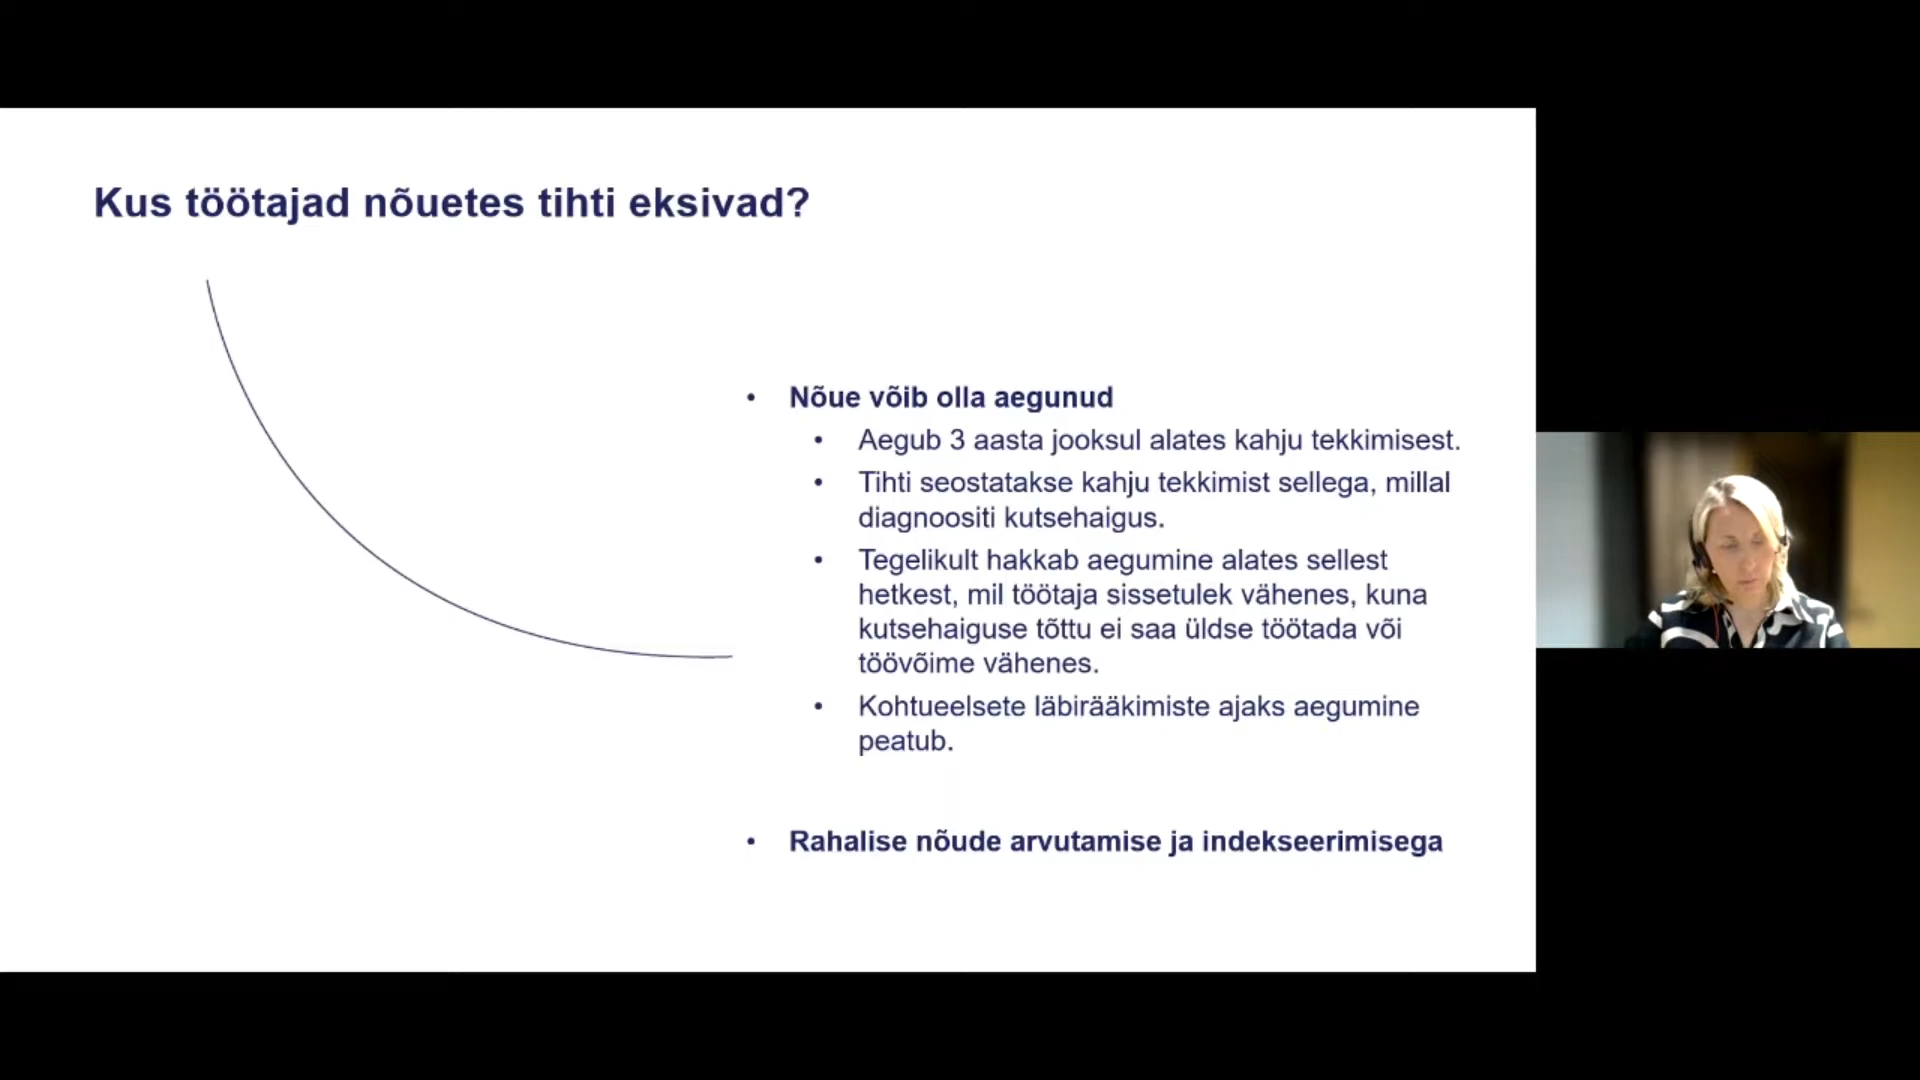 Kus töötajad nõuetes tihti eksivad?
• Nõue võib olla aegunud
• Aegub 3 aasta jooksul alates kahju tekkimisest.
• Tihti seostatakse kahju tekkimist sellega, millal
diagnoositi kutsehaigus.
• Tegelikult hakkab aegumine alates sellest
hetkest, mil töötaja sissetulek vähenes, kuna
kutsehaiguse tõttu ei saa üldse töötada või
töövõime vähenes.
• Kohtueelsete läbirääkimiste ajaks aegumine
peatub.
• Rahalise nõude arvutamise ja indekseerimisega